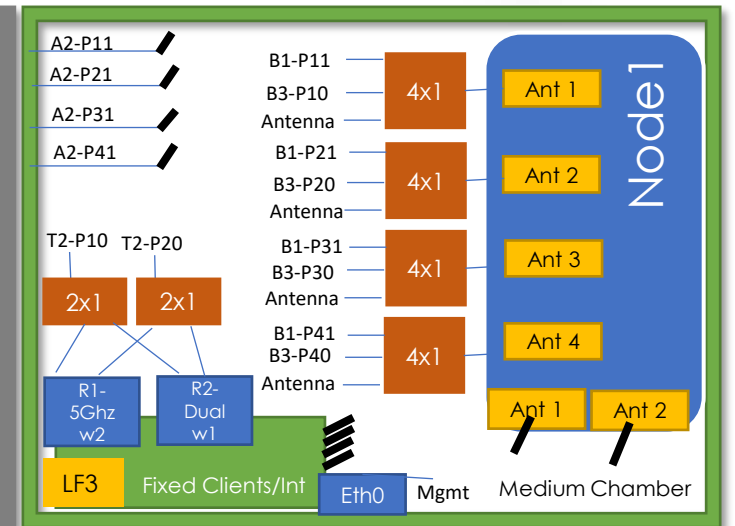 A2-P11
A2-P21
A2-P31
A2-P41
B1-P11
B3-P10
Antenna
4x1
Ant 1
B1-P21
B3-P20
Antenna
4x1
Ant 2
B1-P31
B3-P30
Antenna
4x1
Ant 3
B1-P41
B3-P40
Antenna
4x1
Ant 4
Node1
T2-P10
T2-P20
2x1
2x1
R1-
5Ghz
w2
R2-
Dual
w1
Ant 1
Ant 2
LF3
Fixed Clients/Int
Eth0
Mgmt
Medium Chamber